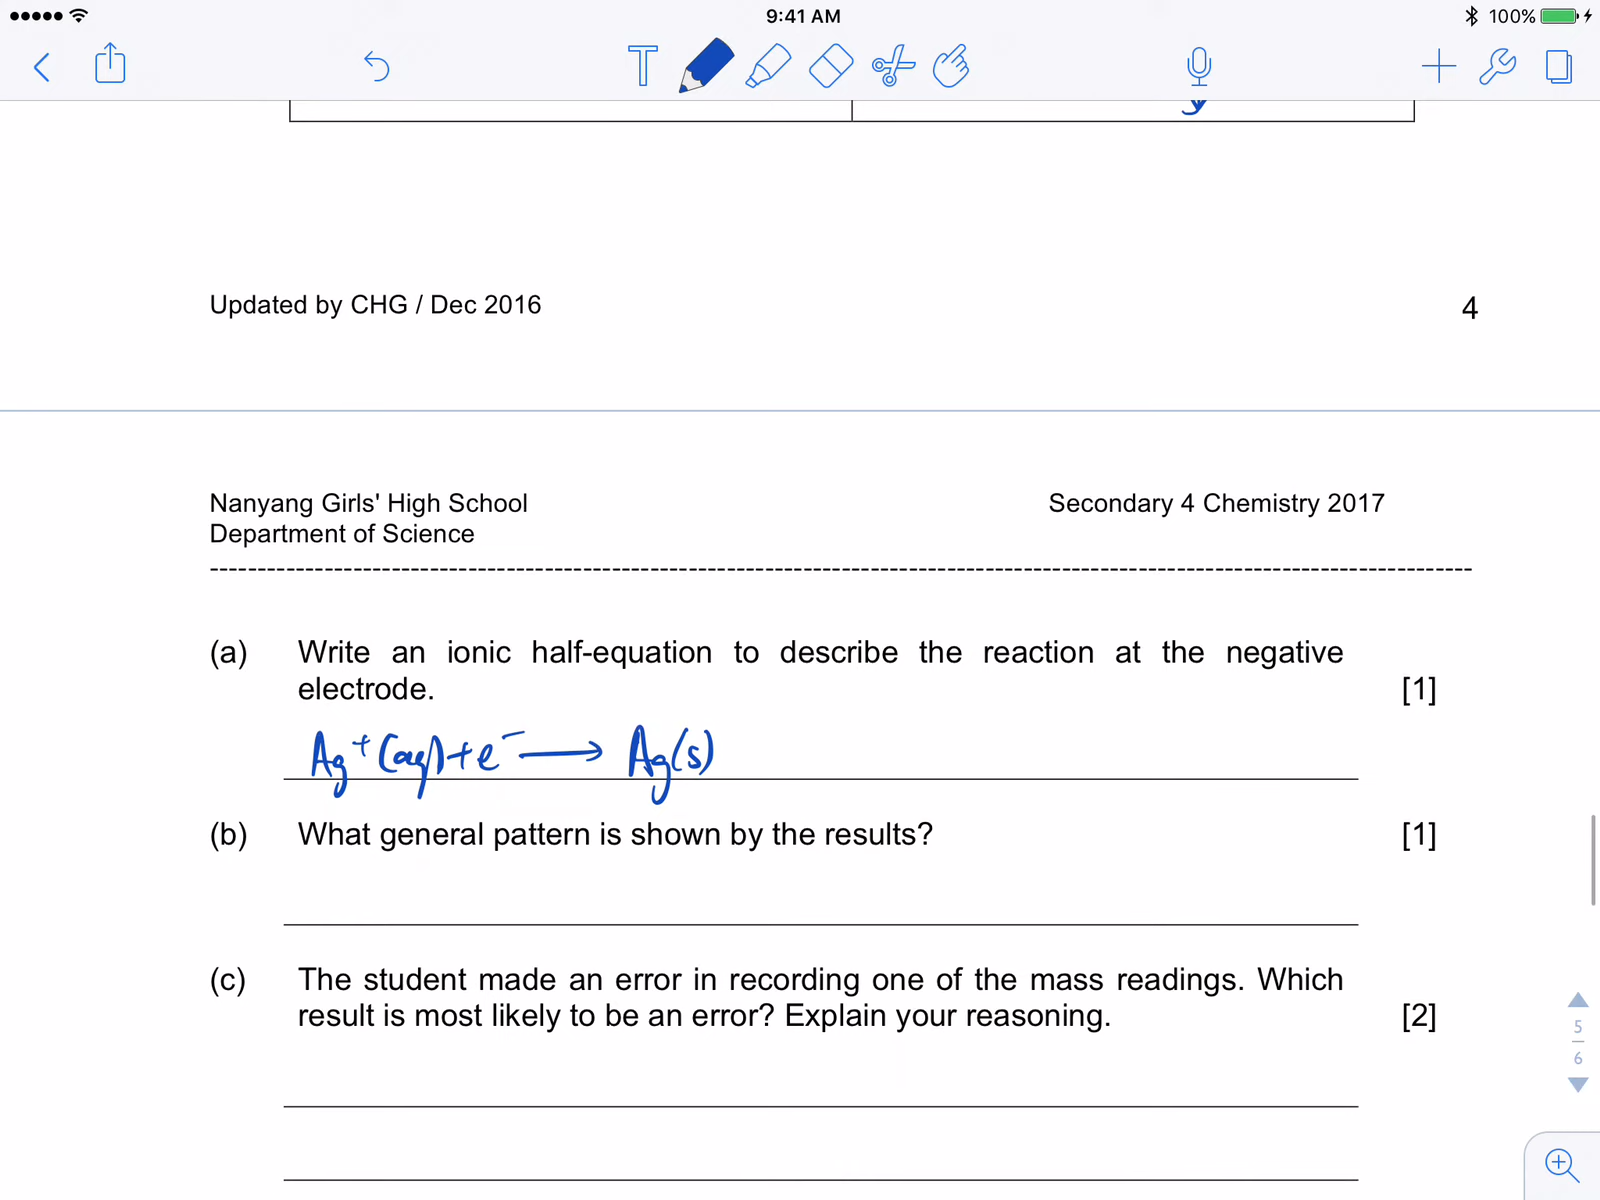 9:41 AM
100%
T
Updated by CHG / Dec 2016
4
Nanyang Girls' High School
Secondary 4 Chemistry 2017
Department of Science
--------------------------------------------------------------------------------
(a) Write an ionic half-equation to describe the reaction at the negative
electrode. [1]
Ag⁺(aq)+e⁻ ⟶ Ag(s)
(b) What general pattern is shown by the results? [1]
(c) The student made an error in recording one of the mass readings. Which
result is most likely to be an error? Explain your reasoning. [2]
5
6